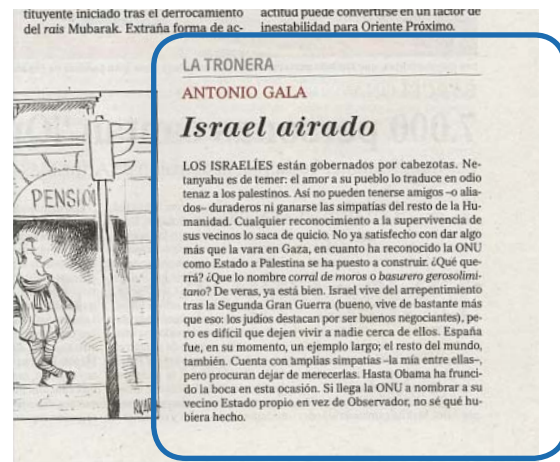 tituyente iniciado tras el derrocamiento
del rais Mubarak. Extraña forma de ac-
actitud puede convertirse en un factor de
inestabilidad para Oriente Próximo.
LA TRONERA
ANTONIO GALA
Israel airado
LOS ISRAELÍES están gobernados por cabezotas. Ne-
tanyahu es de temer: el amor a su pueblo lo traduce en odio
tenaz a los palestinos. Así no pueden tenerse amigos –o alia-
dos– duraderos ni ganarse las simpatías del resto de la Hu-
manidad. Cualquier reconocimiento a la supervivencia de
sus vecinos lo saca de quicio. No ya satisfecho con dar algo
más que la vara en Gaza, en cuanto ha reconocido la ONU
como Estado a Palestina se ha puesto a construir. ¿Qué que-
rrá? ¿Que lo nombre corral de moros o basurero gerosolimi-
tano? De veras, ya está bien. Israel vive del arrepentimiento
tras la Segunda Gran Guerra (bueno, vive de bastante más
que eso: los judíos destacan por ser buenos negociantes), pe-
ro es difícil que dejen vivir a nadie cerca de ellos. España
fue, en su momento, un ejemplo largo; el resto del mundo,
también. Cuenta con amplias simpatías –la mía entre ellas–,
pero procuran dejar de merecerlas. Hasta Obama ha frunci-
do la boca en esta ocasión. Si llega la ONU a nombrar a su
vecino Estado propio en vez de Observador, no sé qué hu-
biera hecho.
PENSIÓN